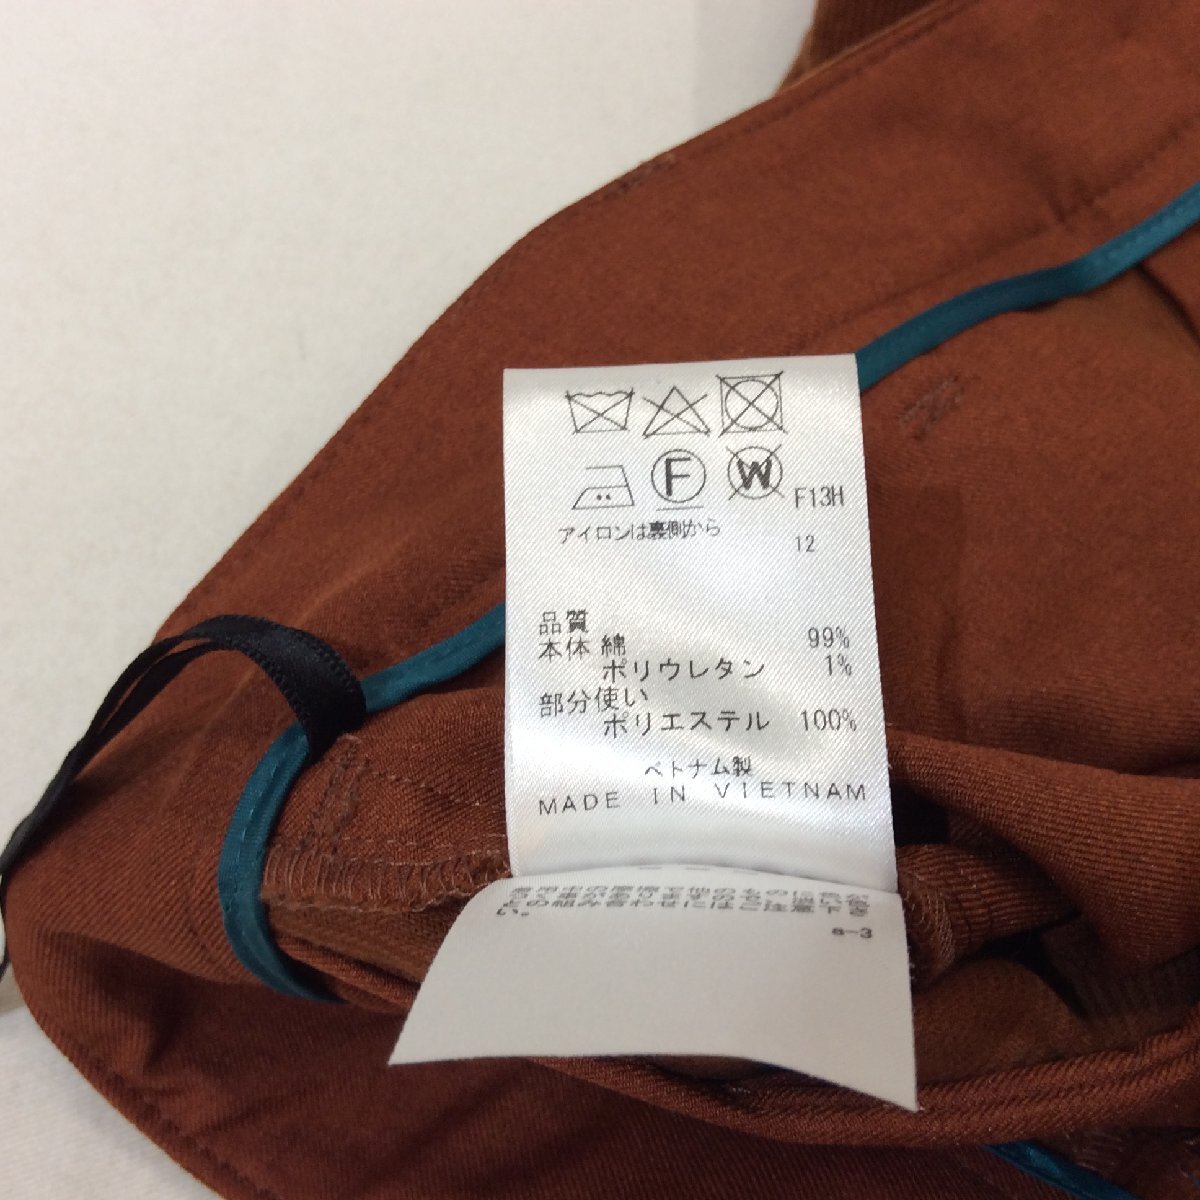 F
W
F13H
アイロンは裏側から
12
品質
本体 綿 99%
ポリウレタン 1%
部分使い
ポリエステル 100%
ベトナム製
MADE IN VIETNAM